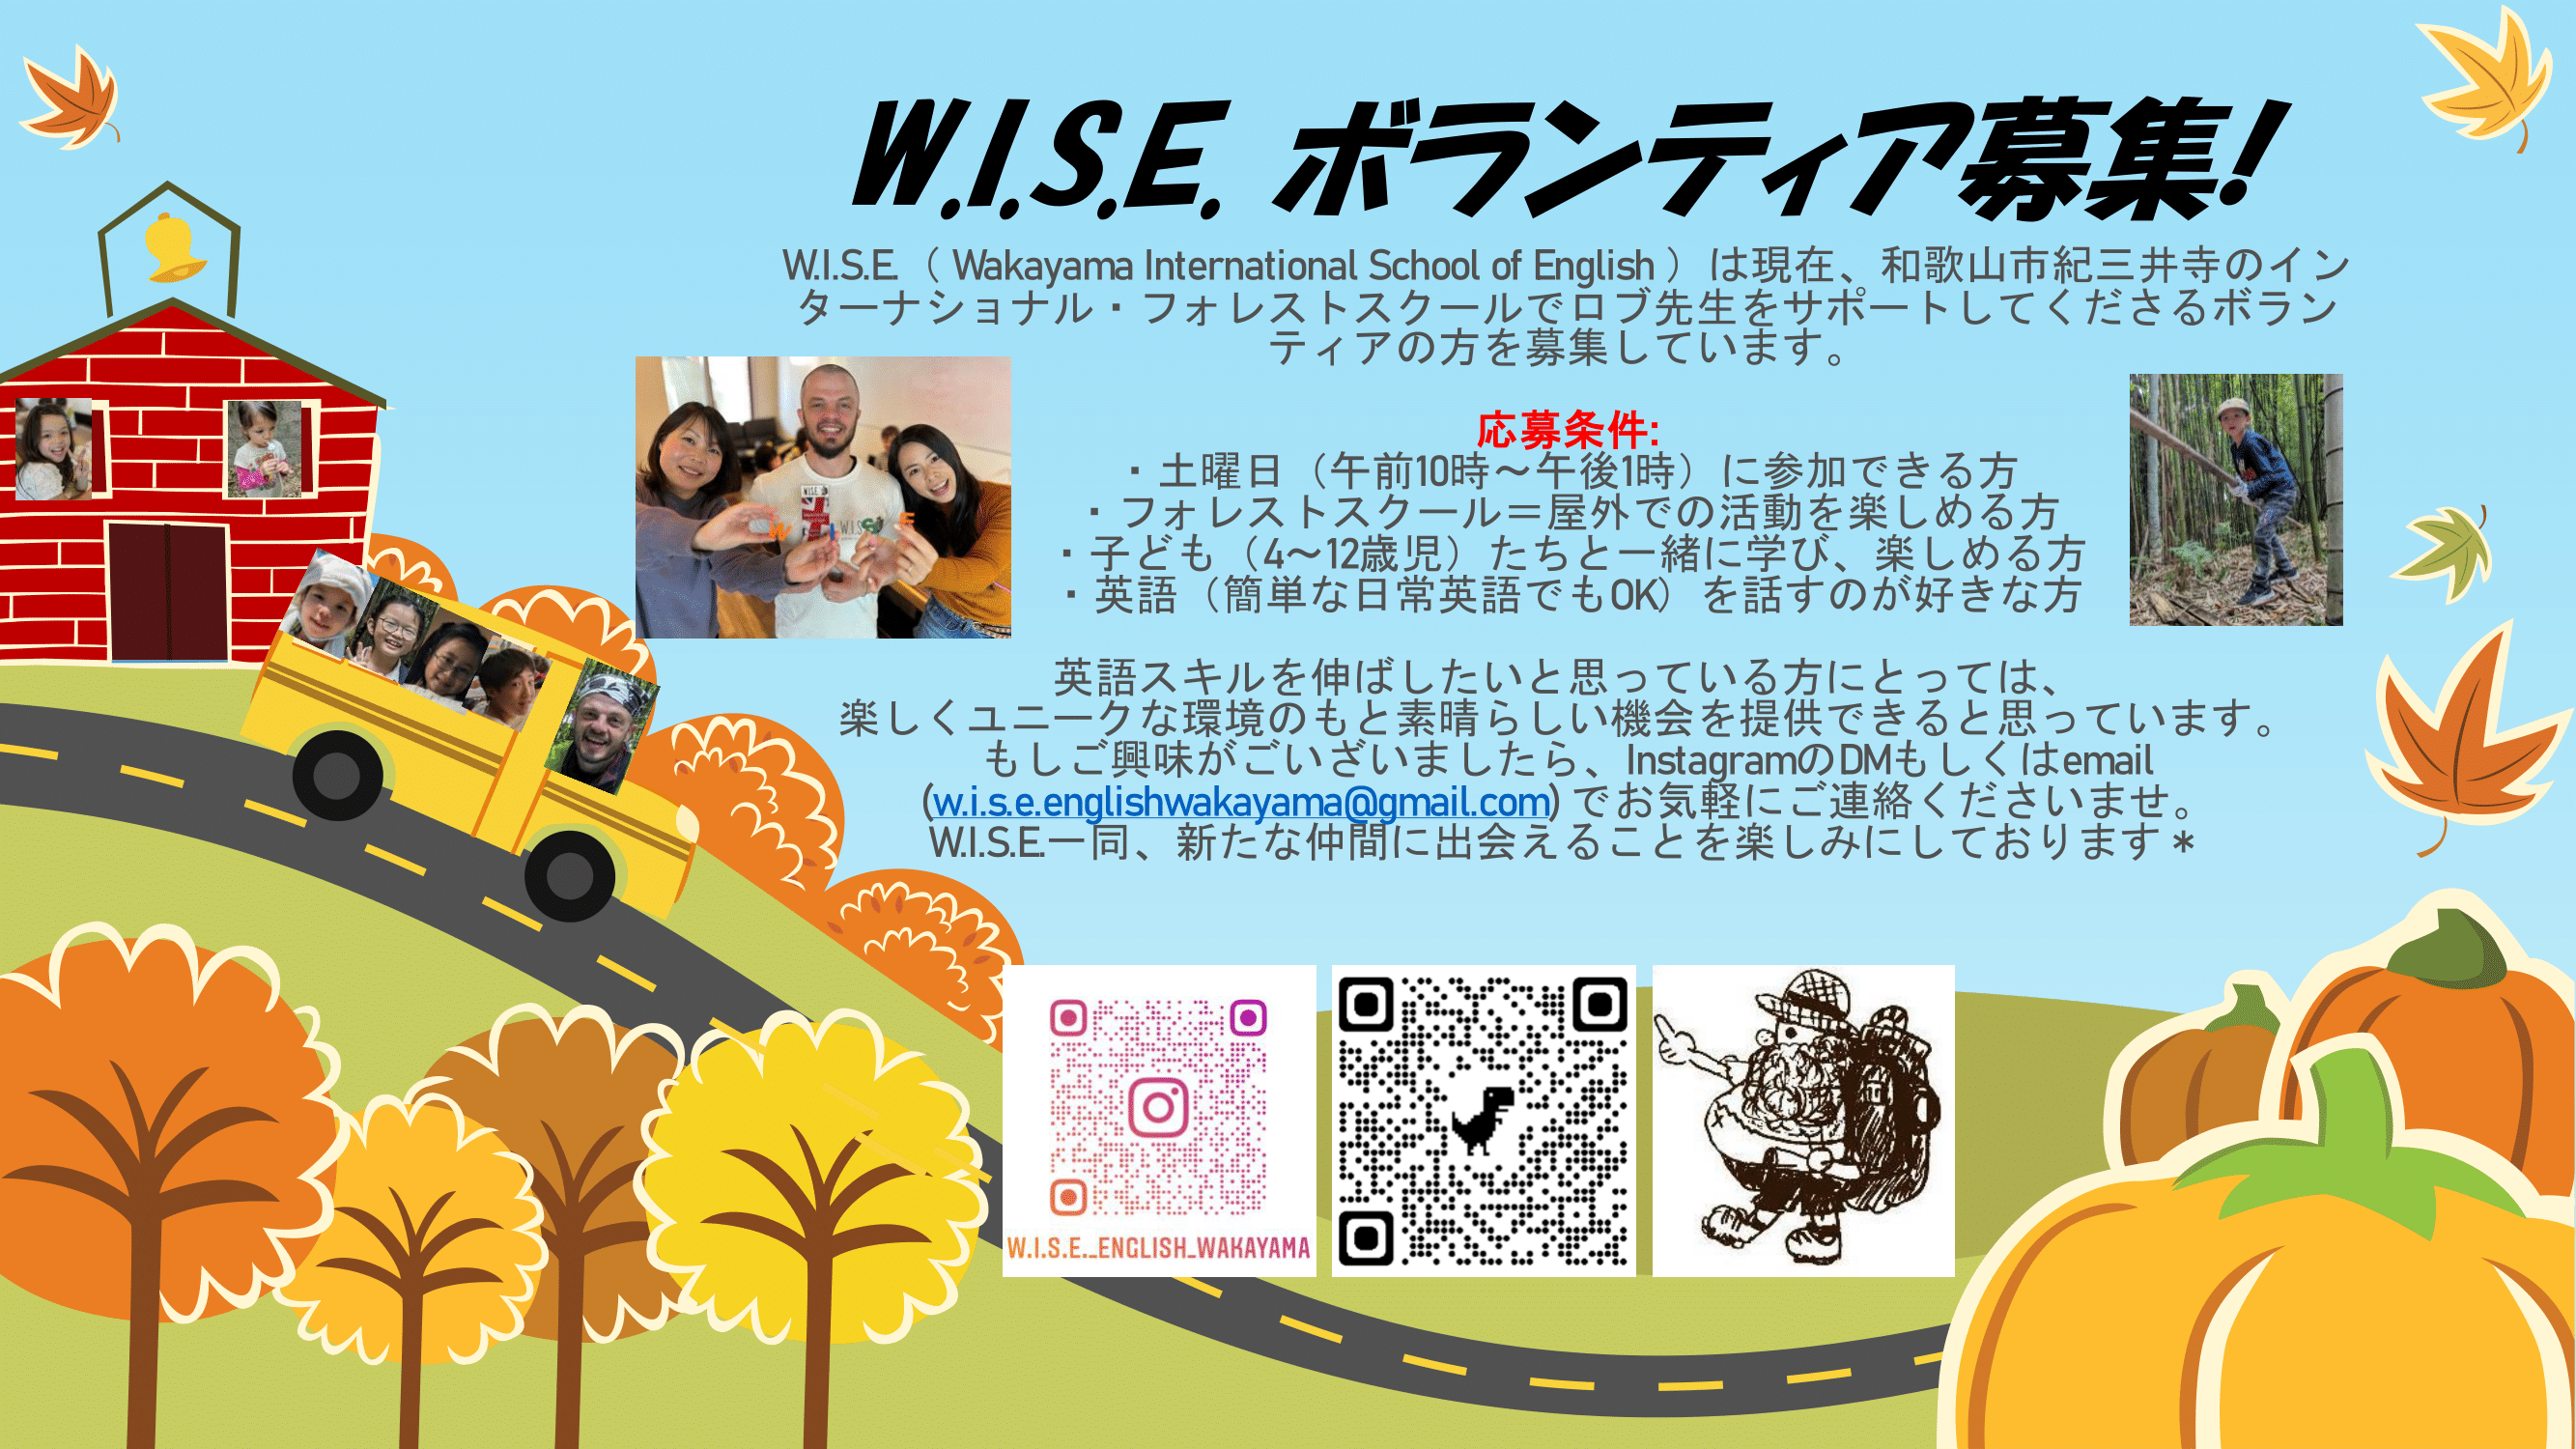 W.I.S.E. ボランティア募集!
W.I.S.E.（ Wakayama International School of English ）は現在、和歌山市紀三井寺のイン
ターナショナル・フォレストスクールでロブ先生をサポートしてくださるボラン
ティアの方を募集しています。
応募条件:
・土曜日（午前10時～午後1時）に参加できる方
・フォレストスクール＝屋外での活動を楽しめる方
・子ども（4～12歳児）たちと一緒に学び、楽しめる方
・英語（簡単な日常英語でもOK）を話すのが好きな方
英語スキルを伸ばしたいと思っている方にとっては、
楽しくユニークな環境のもと素晴らしい機会を提供できると思っています。
もしご興味がごいざいましたら、InstagramのDMもしくはemail
(w.i.s.e.englishwakayama@gmail.com) でお気軽にご連絡くださいませ。
W.I.S.E.一同、新たな仲間に出会えることを楽しみにしております＊
W.I.S.E._ENGLISH_WAKAYAMA